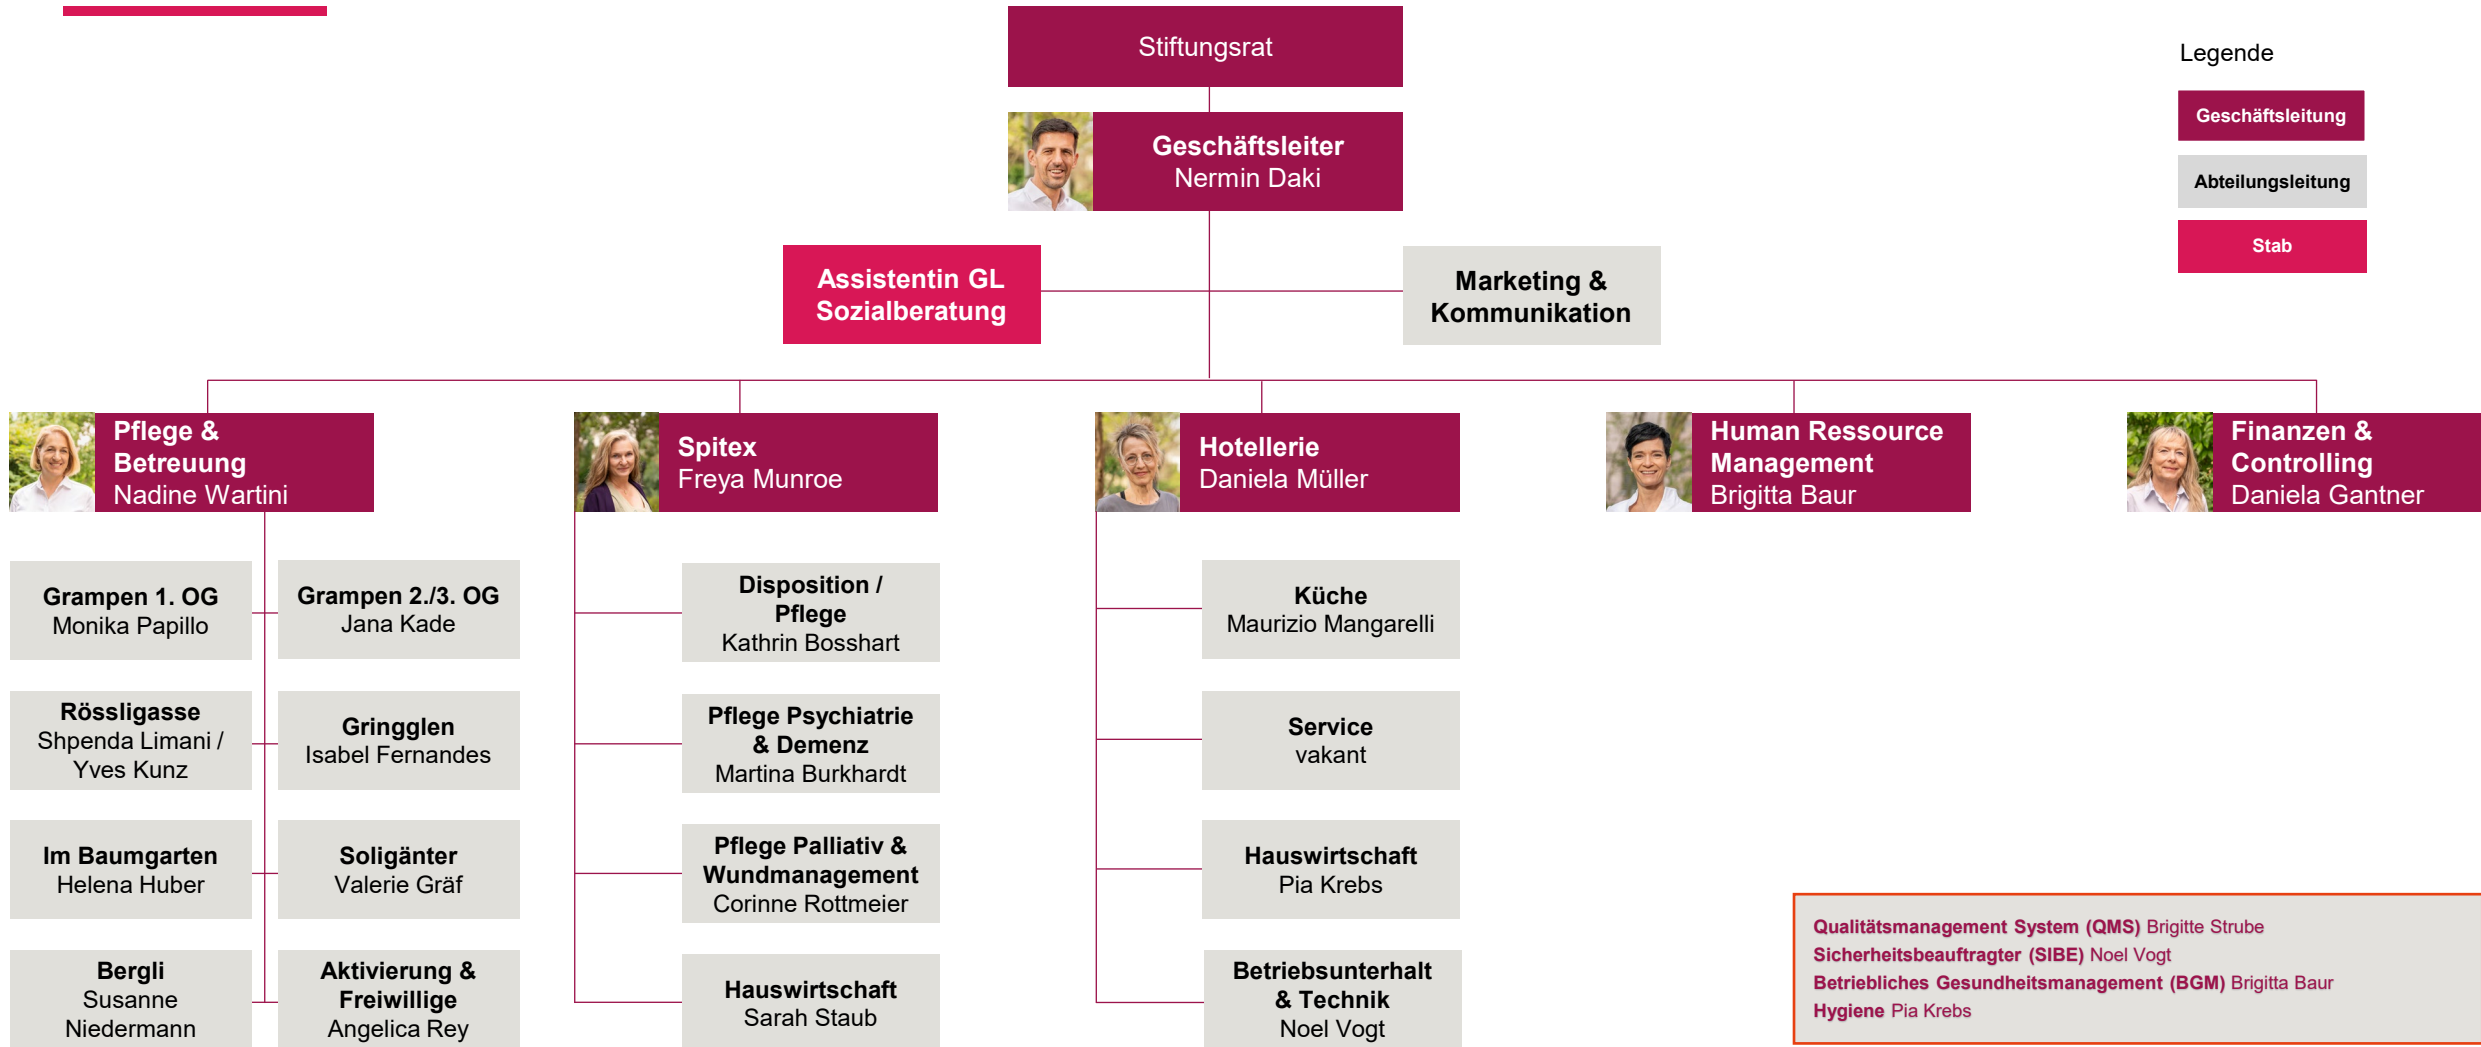 Stiftungsrat
Legende
Geschäftsleitung
Abteilungsleitung
Stab
Geschäftsleiter
Nermin Daki
Assistentin GL
Sozialberatung
Marketing &
Kommunikation
Pflege &
Betreuung
Nadine Wartini
Spitex
Freya Munroe
Hotellerie
Daniela Müller
Human Ressource
Management
Brigitta Baur
Finanzen &
Controlling
Daniela Gantner
Grampen 1. OG
Monika Papillo
Grampen 2./3. OG
Jana Kade
Rössligasse
Shpenda Limani /
Yves Kunz
Gringglen
Isabel Fernandes
Im Baumgarten
Helena Huber
Soligänter
Valerie Gräf
Bergli
Susanne
Niedermann
Aktivierung &
Freiwillige
Angelica Rey
Disposition /
Pflege
Kathrin Bosshart
Pflege Psychiatrie
& Demenz
Martina Burkhardt
Pflege Palliativ &
Wundmanagement
Corinne Rottmeier
Hauswirtschaft
Sarah Staub
Küche
Maurizio Mangarelli
Service
vakant
Hauswirtschaft
Pia Krebs
Betriebsunterhalt
& Technik
Noel Vogt
Qualitätsmanagement System (QMS) Brigitte Strube
Sicherheitsbeauftragter (SIBE) Noel Vogt
Betriebliches Gesundheitsmanagement (BGM) Brigitta Baur
Hygiene Pia Krebs